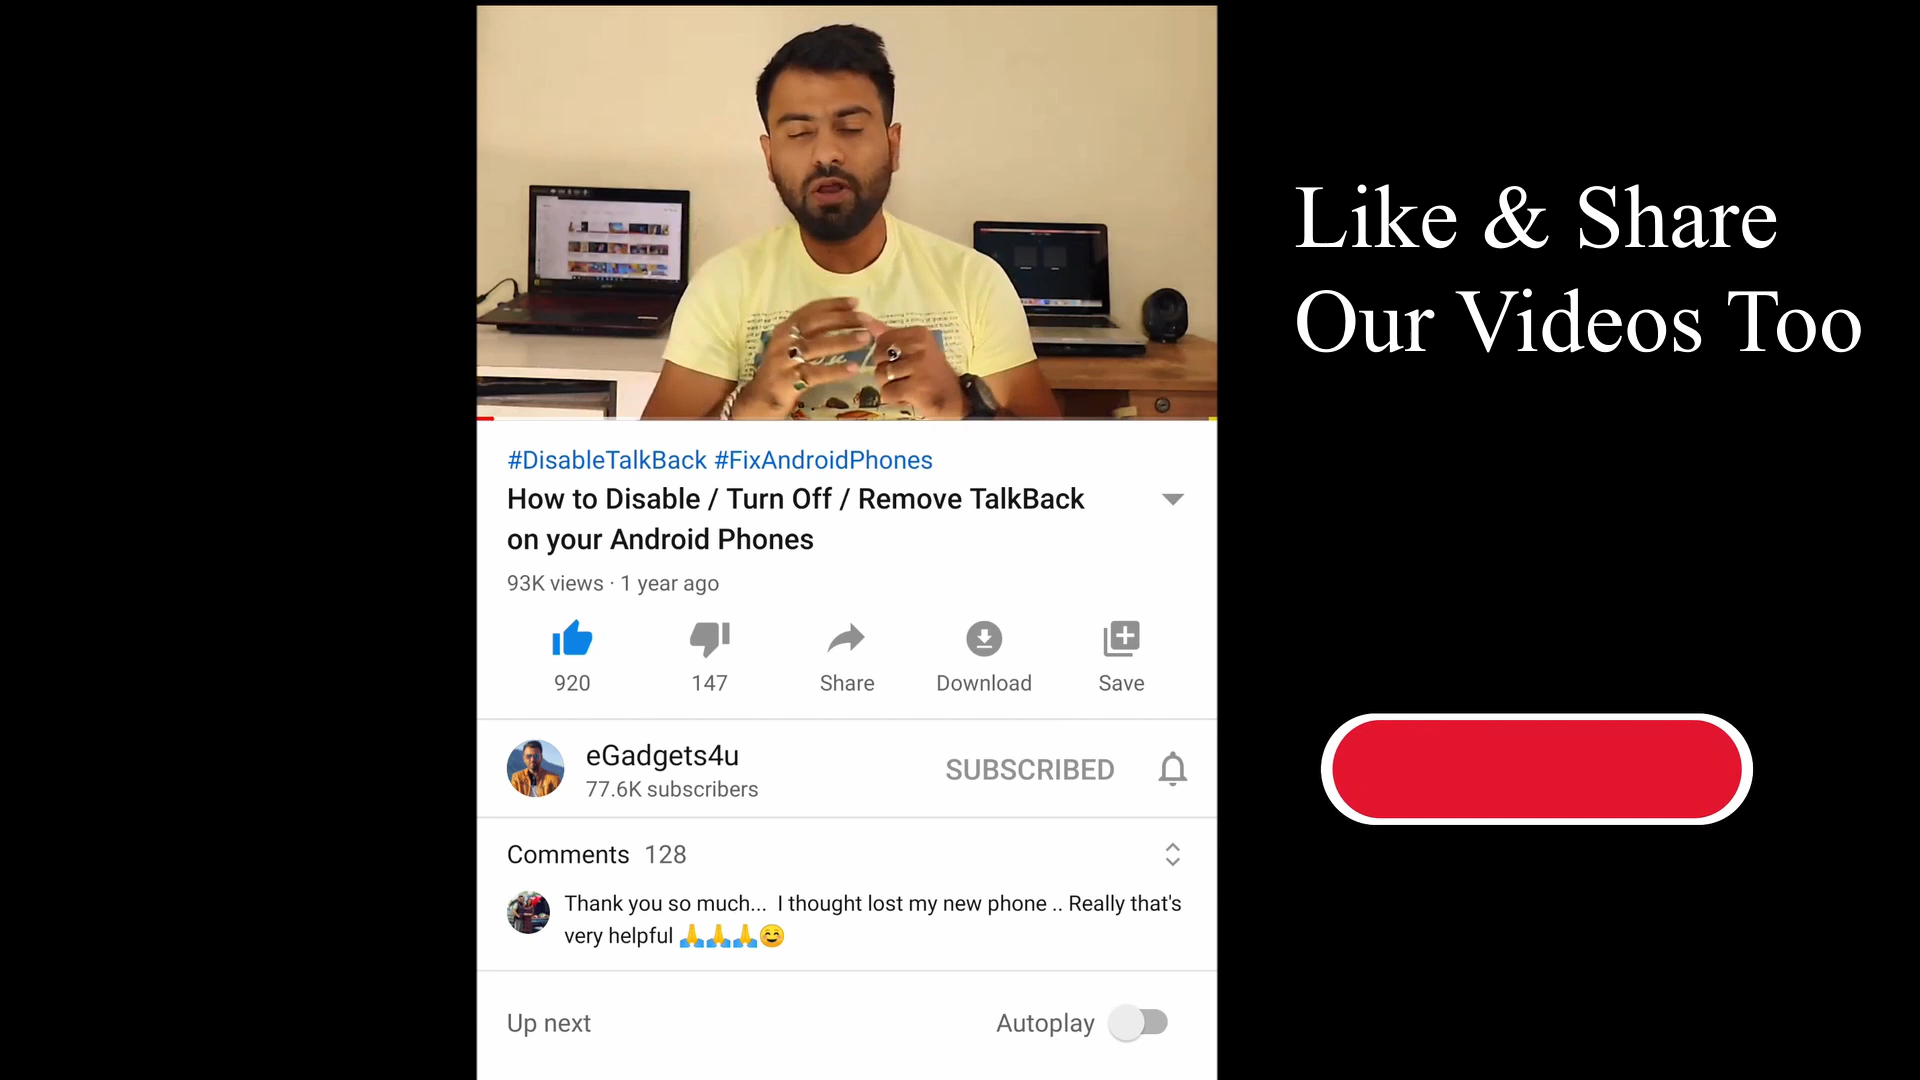 Like & Share
Our Videos Too
#DisableTalkBack #FixAndroidPhones
How to Disable / Turn Off / Remove TalkBack
on your Android Phones
93K views · 1 year ago
920
147
Share
Download
Save
eGadgets4u
77.6K subscribers
SUBSCRIBED
Comments 128
Thank you so much... I thought lost my new phone .. Really that's
very helpful 🙏🙏🙏☺️
Up next
Autoplay